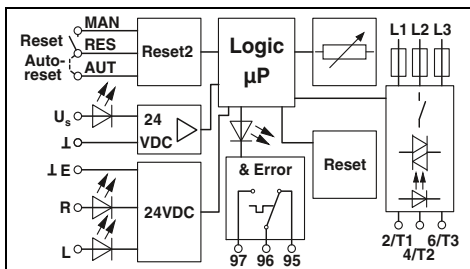 MAN
Reset
RES
Reset2
Auto-
reset
AUT
Logic
µP
L1 L2 L3
Us
24
VDC
⊥
⊥ E
R
L
24VDC
& Error
Reset
97 96 95
2/T1 6/T3
4/T2